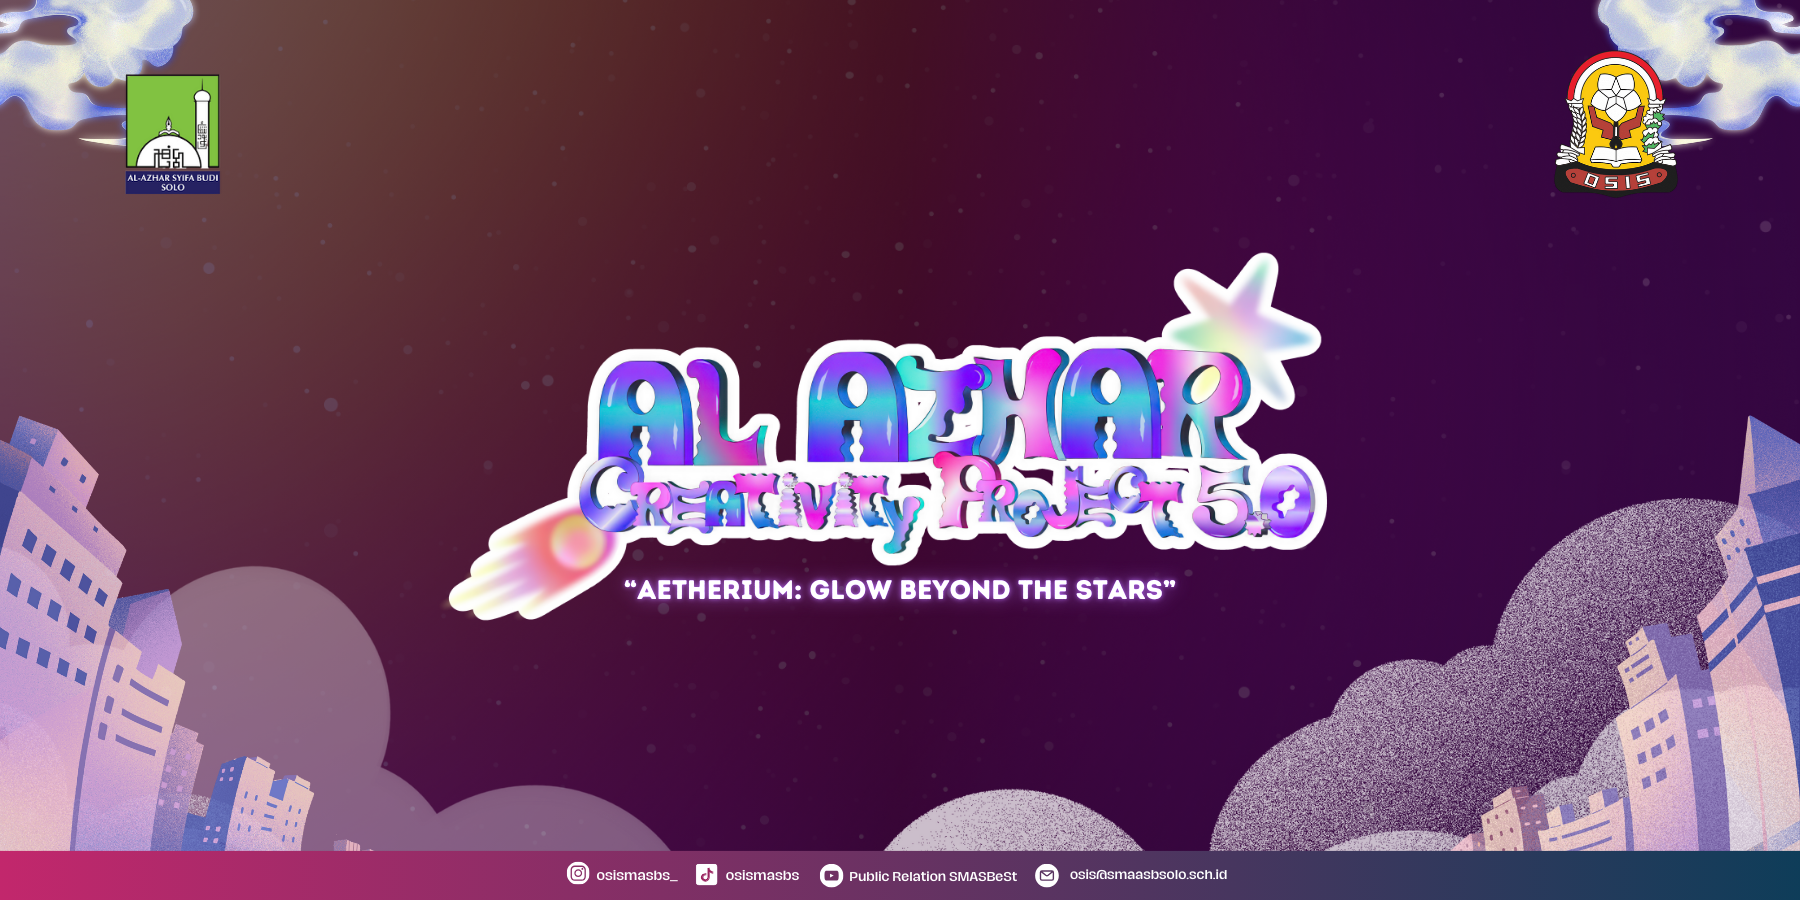 AL-AZHAR SYIFA BUDI
SOLO
OSIS
AL AZHAR
CREATIVITY PROJECT 5.0
“AETHERIUM: GLOW BEYOND THE STARS”
osismasbs_ osismasbs Public Relation SMASBeSt osis@smaasbsolo.sch.id